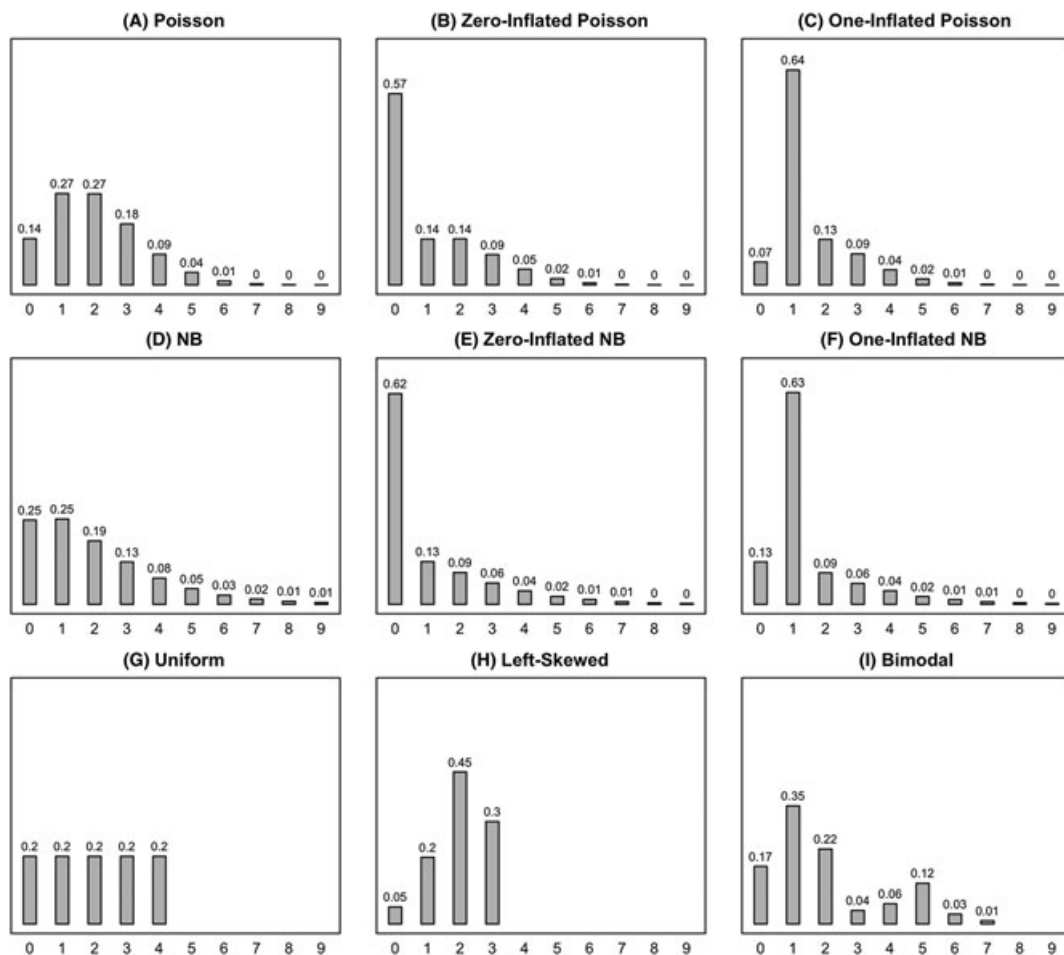 (A) Poisson
0.14 0.27 0.27 0.18 0.09 0.04 0.01 0 0 0
0 1 2 3 4 5 6 7 8 9
(B) Zero-Inflated Poisson
0.57 0.14 0.14 0.09 0.05 0.02 0.01 0 0 0
0 1 2 3 4 5 6 7 8 9
(C) One-Inflated Poisson
0.07 0.64 0.13 0.09 0.04 0.02 0.01 0 0 0
0 1 2 3 4 5 6 7 8 9
(D) NB
0.25 0.25 0.19 0.13 0.08 0.05 0.03 0.02 0.01 0.01
0 1 2 3 4 5 6 7 8 9
(E) Zero-Inflated NB
0.62 0.13 0.09 0.06 0.04 0.02 0.01 0.01 0 0
0 1 2 3 4 5 6 7 8 9
(F) One-Inflated NB
0.13 0.63 0.09 0.06 0.04 0.02 0.01 0.01 0 0
0 1 2 3 4 5 6 7 8 9
(G) Uniform
0.2 0.2 0.2 0.2 0.2
0 1 2 3 4 5 6 7 8 9
(H) Left-Skewed
0.05 0.2 0.45 0.3
0 1 2 3 4 5 6 7 8 9
(I) Bimodal
0.17 0.35 0.22 0.04 0.06 0.12 0.03 0.01
0 1 2 3 4 5 6 7 8 9